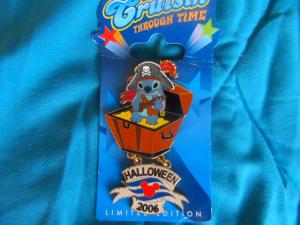 Cruisin'
THROUGH TIME
HALLOWEEN
2006
LIMITED EDITION